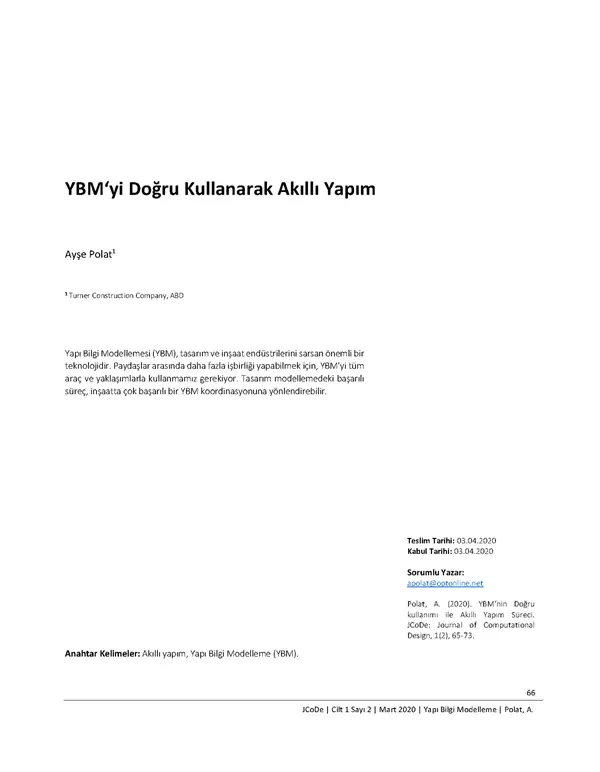 YBM‘yi Doğru Kullanarak Akıllı Yapım
Ayşe Polat¹
¹ Turner Construction Company, ABD
Yapı Bilgi Modellemesi (YBM), tasarım ve inşaat endüstrilerini sarsan önemli bir
teknolojidir. Paydaşlar arasında daha fazla işbirliği yapabilmek için, YBM'yi tüm
araç ve yaklaşımlarla kullanmamız gerekiyor. Tasarım modellemedeki başarılı
süreç, inşaatta çok başarılı bir YBM koordinasyonuna yönlendirebilir.
Teslim Tarihi: 03.04.2020
Kabul Tarihi: 03.04.2020
Sorumlu Yazar:
apolat@optonline.net
Polat, A. (2020). YBM'nin Doğru
kullanımı ile Akıllı Yapım Süreci.
JCoDe: Journal of Computational
Design, 1(2), 65-73.
Anahtar Kelimeler: Akıllı yapım, Yapı Bilgi Modelleme (YBM).
66
JCoDe | Cilt 1 Sayı 2 | Mart 2020 | Yapı Bilgi Modelleme | Polat, A.